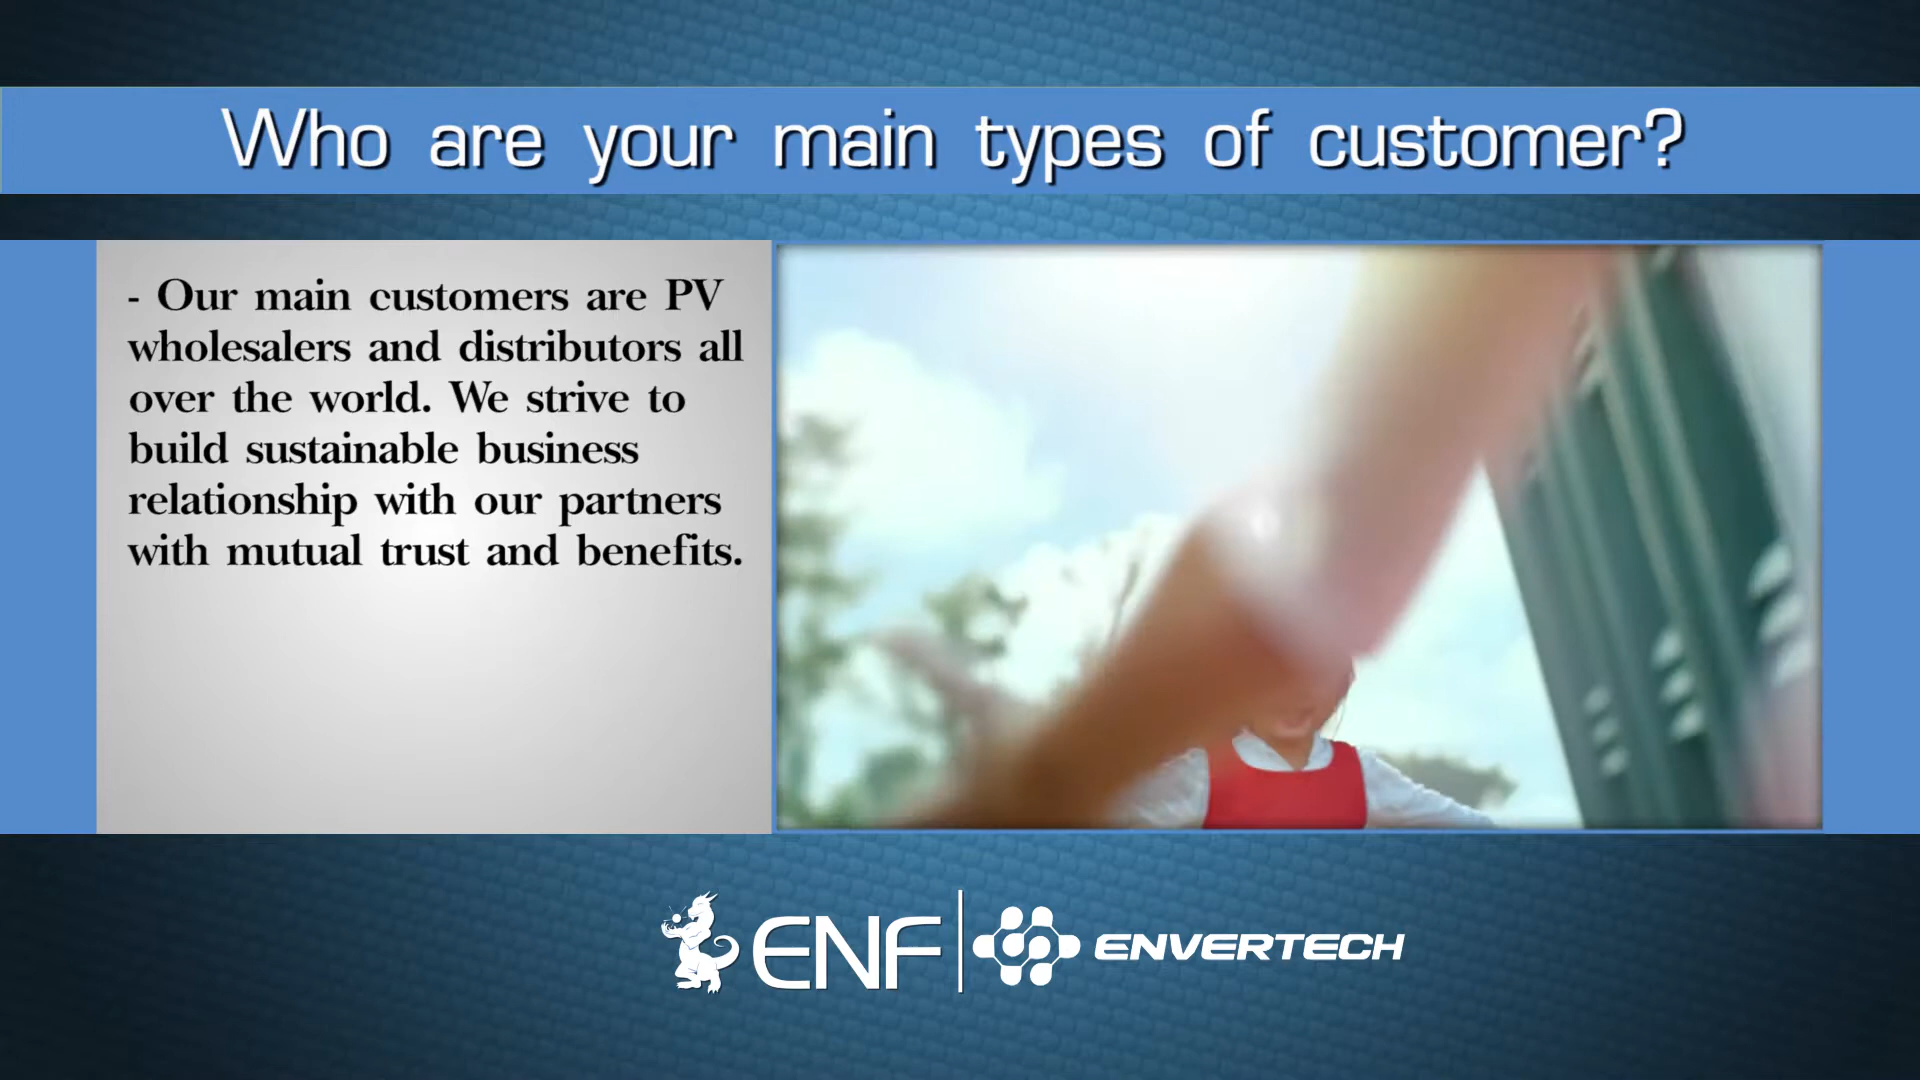 Who are your main types of customer?
- Our main customers are PV
wholesalers and distributors all
over the world. We strive to
build sustainable business
relationship with our partners
with mutual trust and benefits.
ENF
ENVERTECH